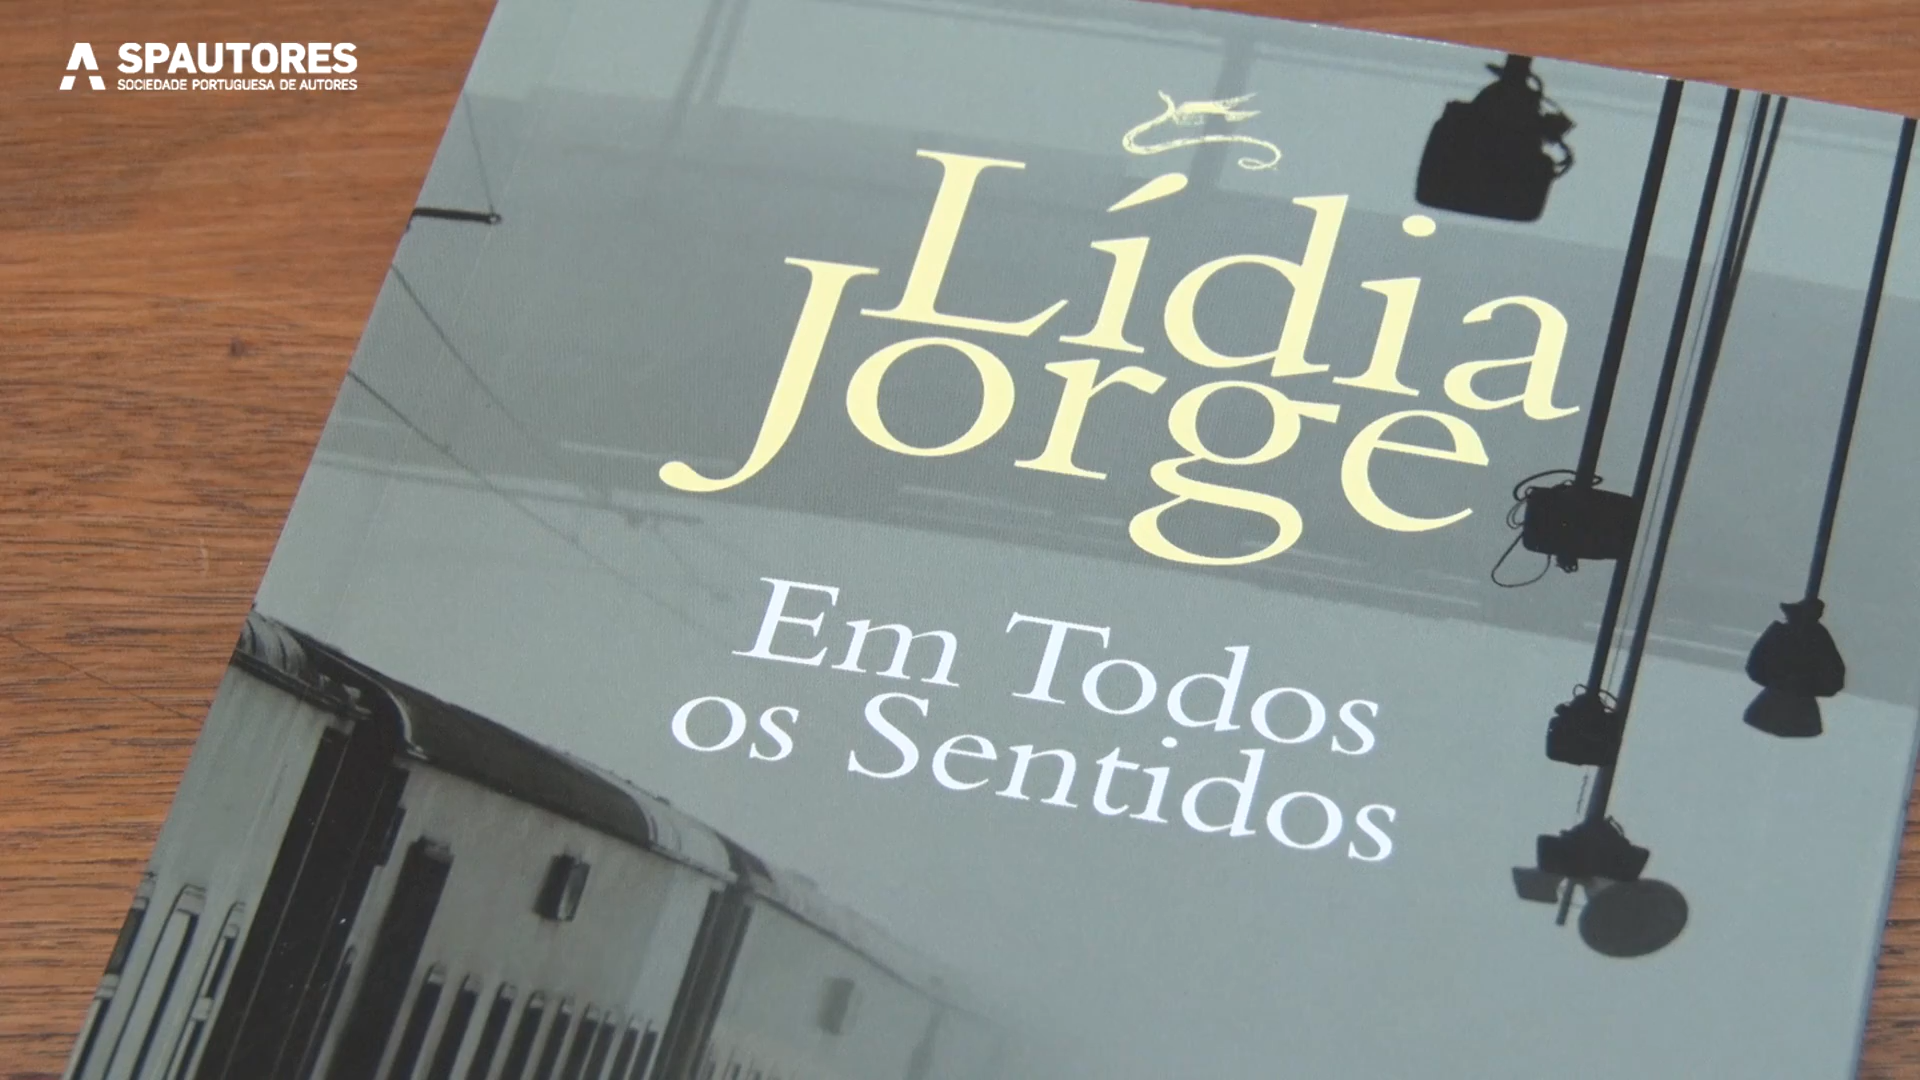 SPAUTORES
SOCIEDADE PORTUGUESA DE AUTORES
Lídia
Jorge
Em Todos
os Sentidos